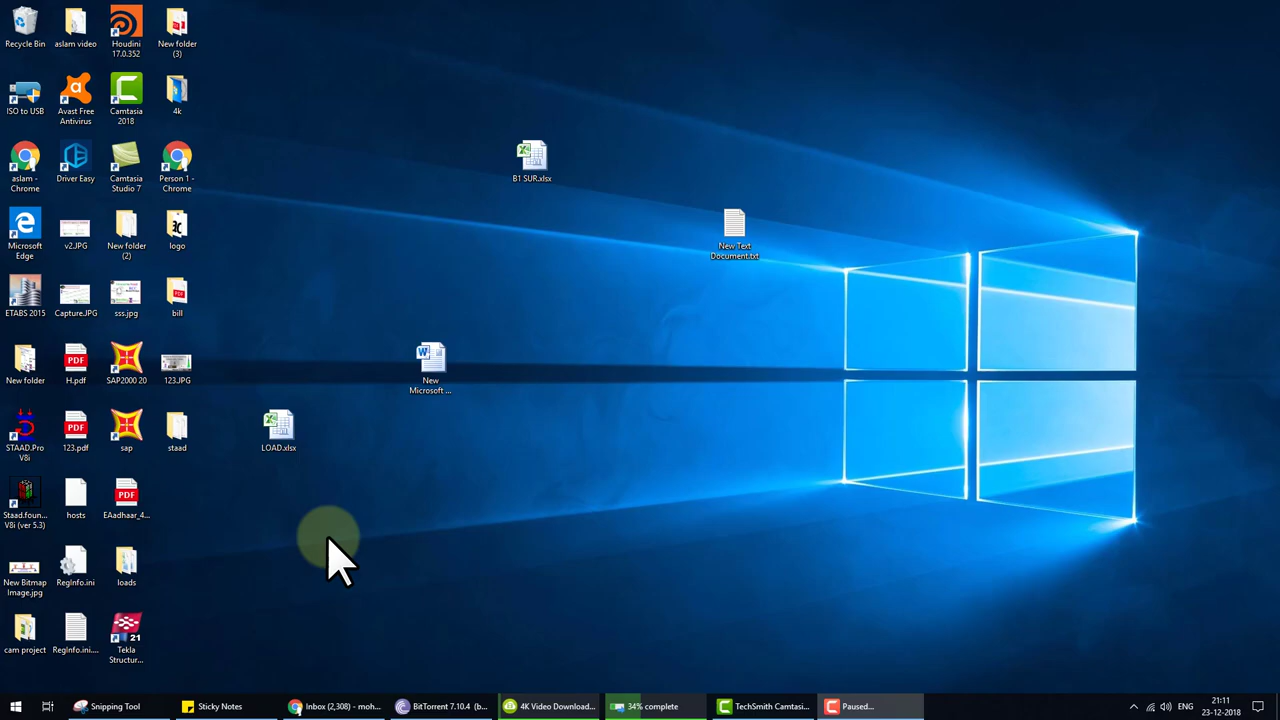 Recycle Bin
aslam video
Houdini
17.0.352
New folder
(3)
ISO to USB
Avast Free
Antivirus
Camtasia
2018
4k
aslam -
Chrome
Driver Easy
Camtasia
Studio 7
Person 1 -
Chrome
Microsoft
Edge
v2.JPG
New folder
(2)
logo
ETABS 2015
Capture.JPG
sss.jpg
bill
New folder
H.pdf
SAP2000 20
123.JPG
STAAD.Pro
V8i
123.pdf
sap
staad
Staad.foun...
V8i (ver 5.3)
hosts
EAadhaar_4...
New Bitmap
Image.jpg
RegInfo.ini
loads
cam project
RegInfo.ini....
21
Tekla
Structur...
B1 SUR.xlsx
New Text
Document.txt
New
Microsoft ...
LOAD.xlsx
Snipping Tool
Sticky Notes
Inbox (2,308) - moh...
BitTorrent 7.10.4 (b...
4K Video Download...
34% complete
TechSmith Camtasi...
Paused...
ENG
21:11
23-12-2018